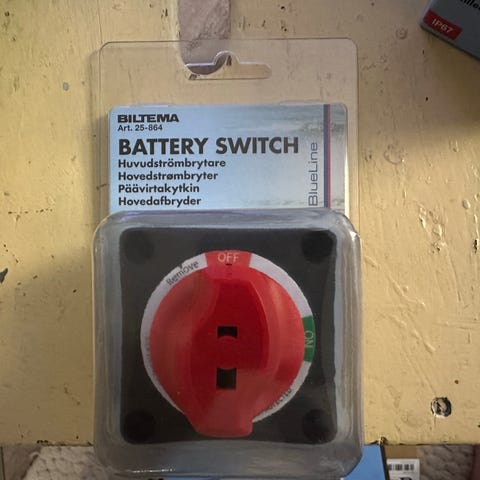 IP67
BILTEMA
Art. 25-864
BATTERY SWITCH
Huvudströmbrytare
Hovedstrømbryter
Päävirtakytkin
Hovedafbryder
BlueLine
OFF
Remove
ON